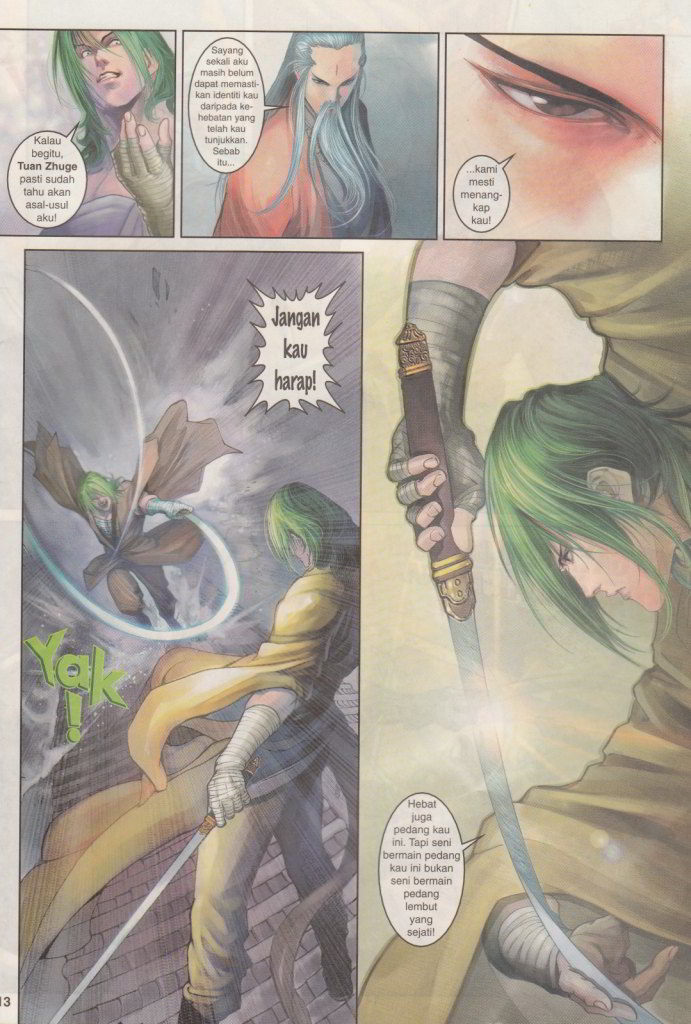 Kalau
begitu,
Tuan Zhuge
pasti sudah
tahu akan
asal-usul
aku!
Sayang
sekali aku
masih belum
dapat memasti-
kan identiti kau
daripada ke-
hebatan yang
telah kau
tunjukkan.
Sebab
itu...
...kami
mesti
menang-
kap
kau!
Jangan
kau
harap!
Yak
!
Hebat
juga
pedang kau
ini. Tapi seni
bermain pedang
kau ini bukan
seni bermain
pedang
lembut
yang
sejati!
13